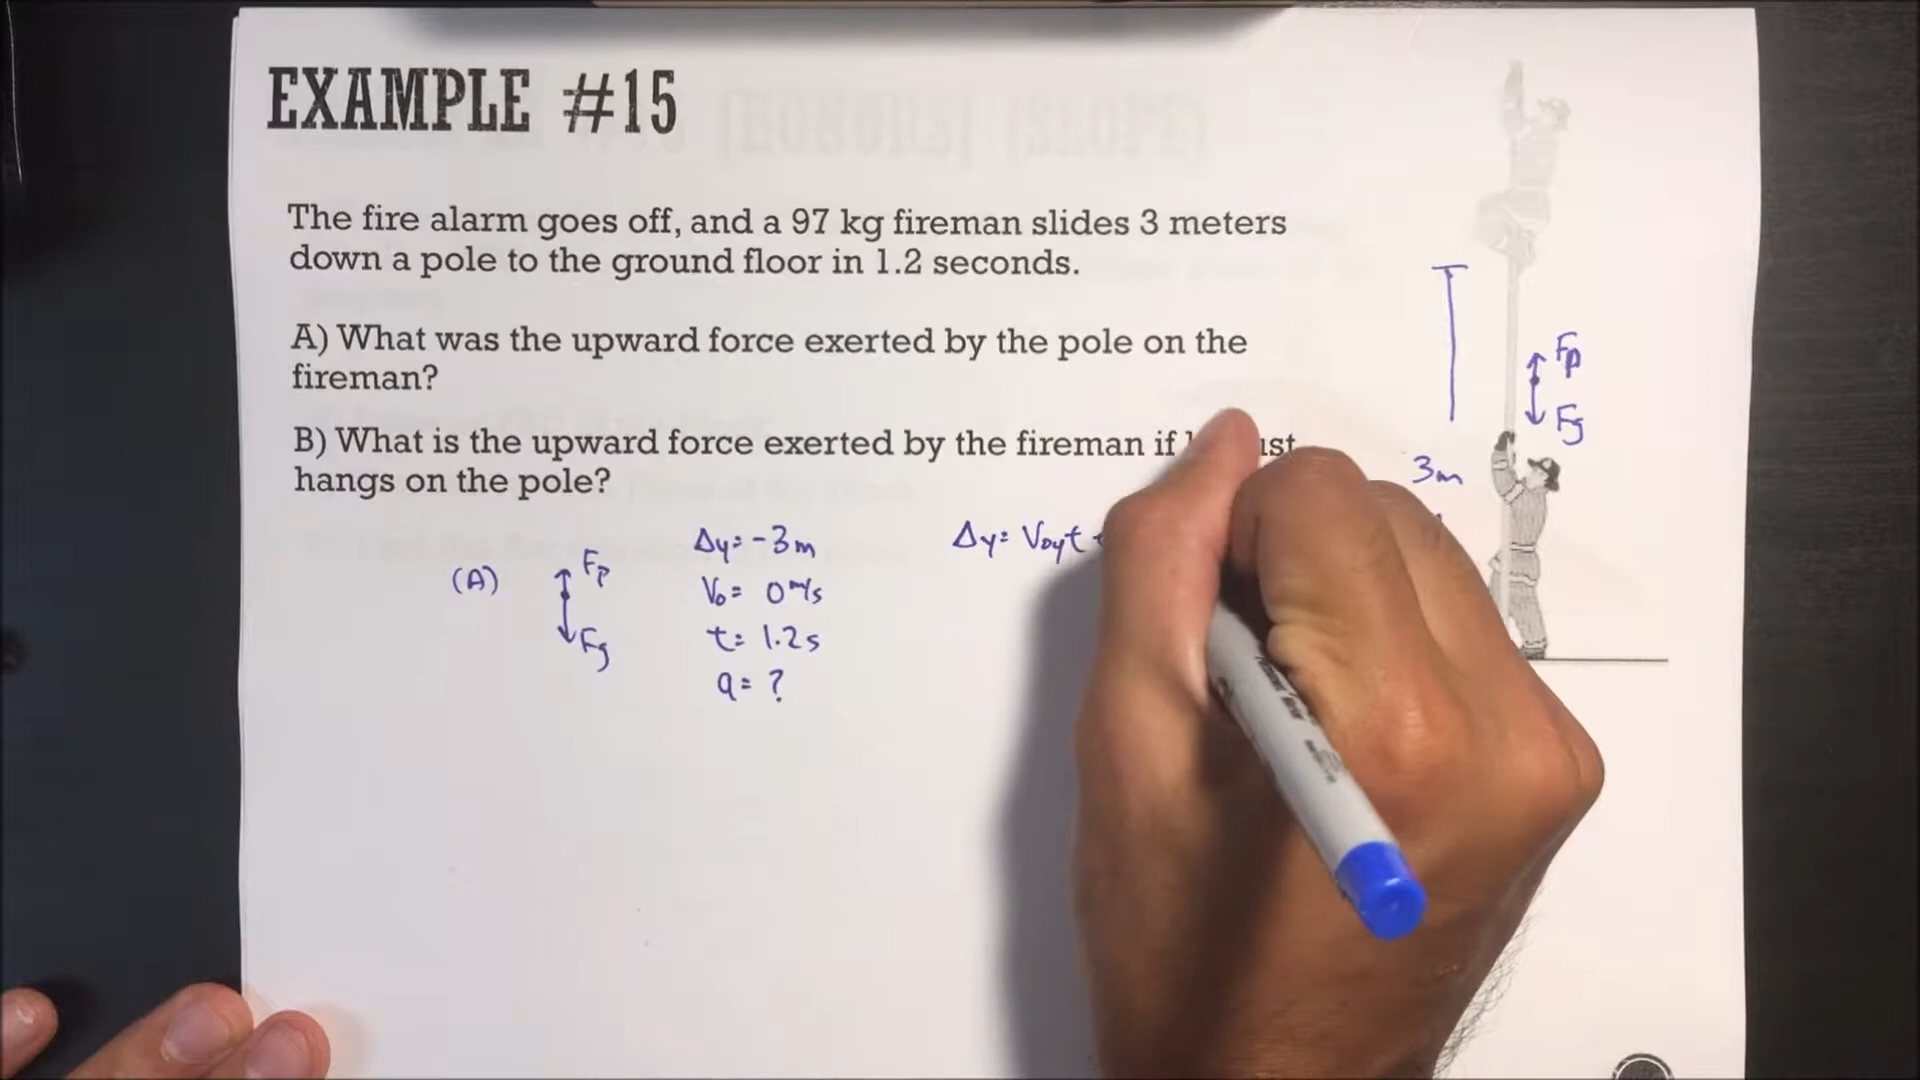 EXAMPLE #15
The fire alarm goes off, and a 97 kg fireman slides 3 meters
down a pole to the ground floor in 1.2 seconds.
A) What was the upward force exerted by the pole on the
fireman?
B) What is the upward force exerted by the fireman if
hangs on the pole?
Fp
Fg
3m
(A)
Fp
Fg
Δy= -3m
V₀= 0 m/s
t= 1.2s
a= ?
Δy= V₀yt